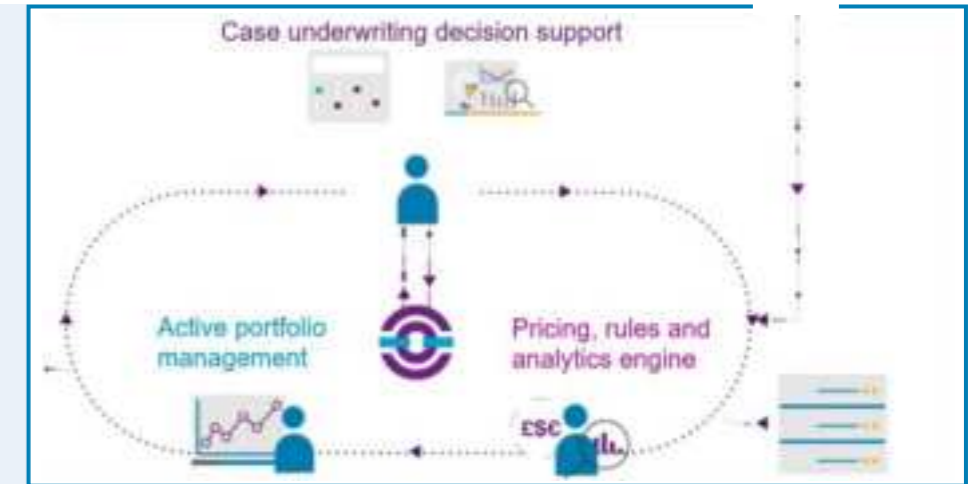 Case underwriting decision support
Active portfolio
management
Pricing, rules and
analytics engine
£$€